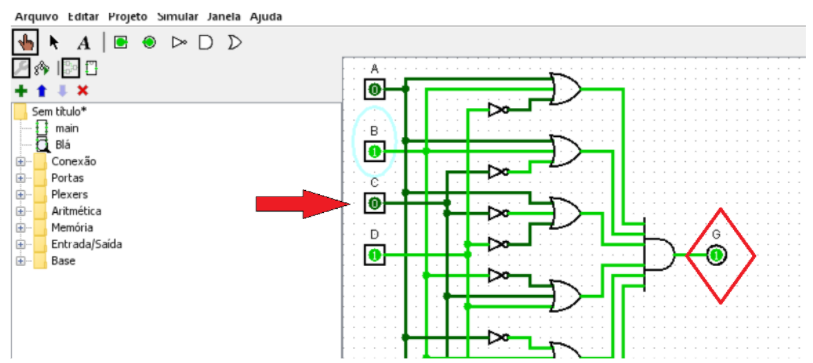 Arquivo Editar Projeto Simular Janela Ajuda
A
Sem título*
main
Blá
Conexão
Portas
Plexers
Aritmética
Memória
Entrada/Saída
Base
A
0
B
1
C
0
D
1
G
1